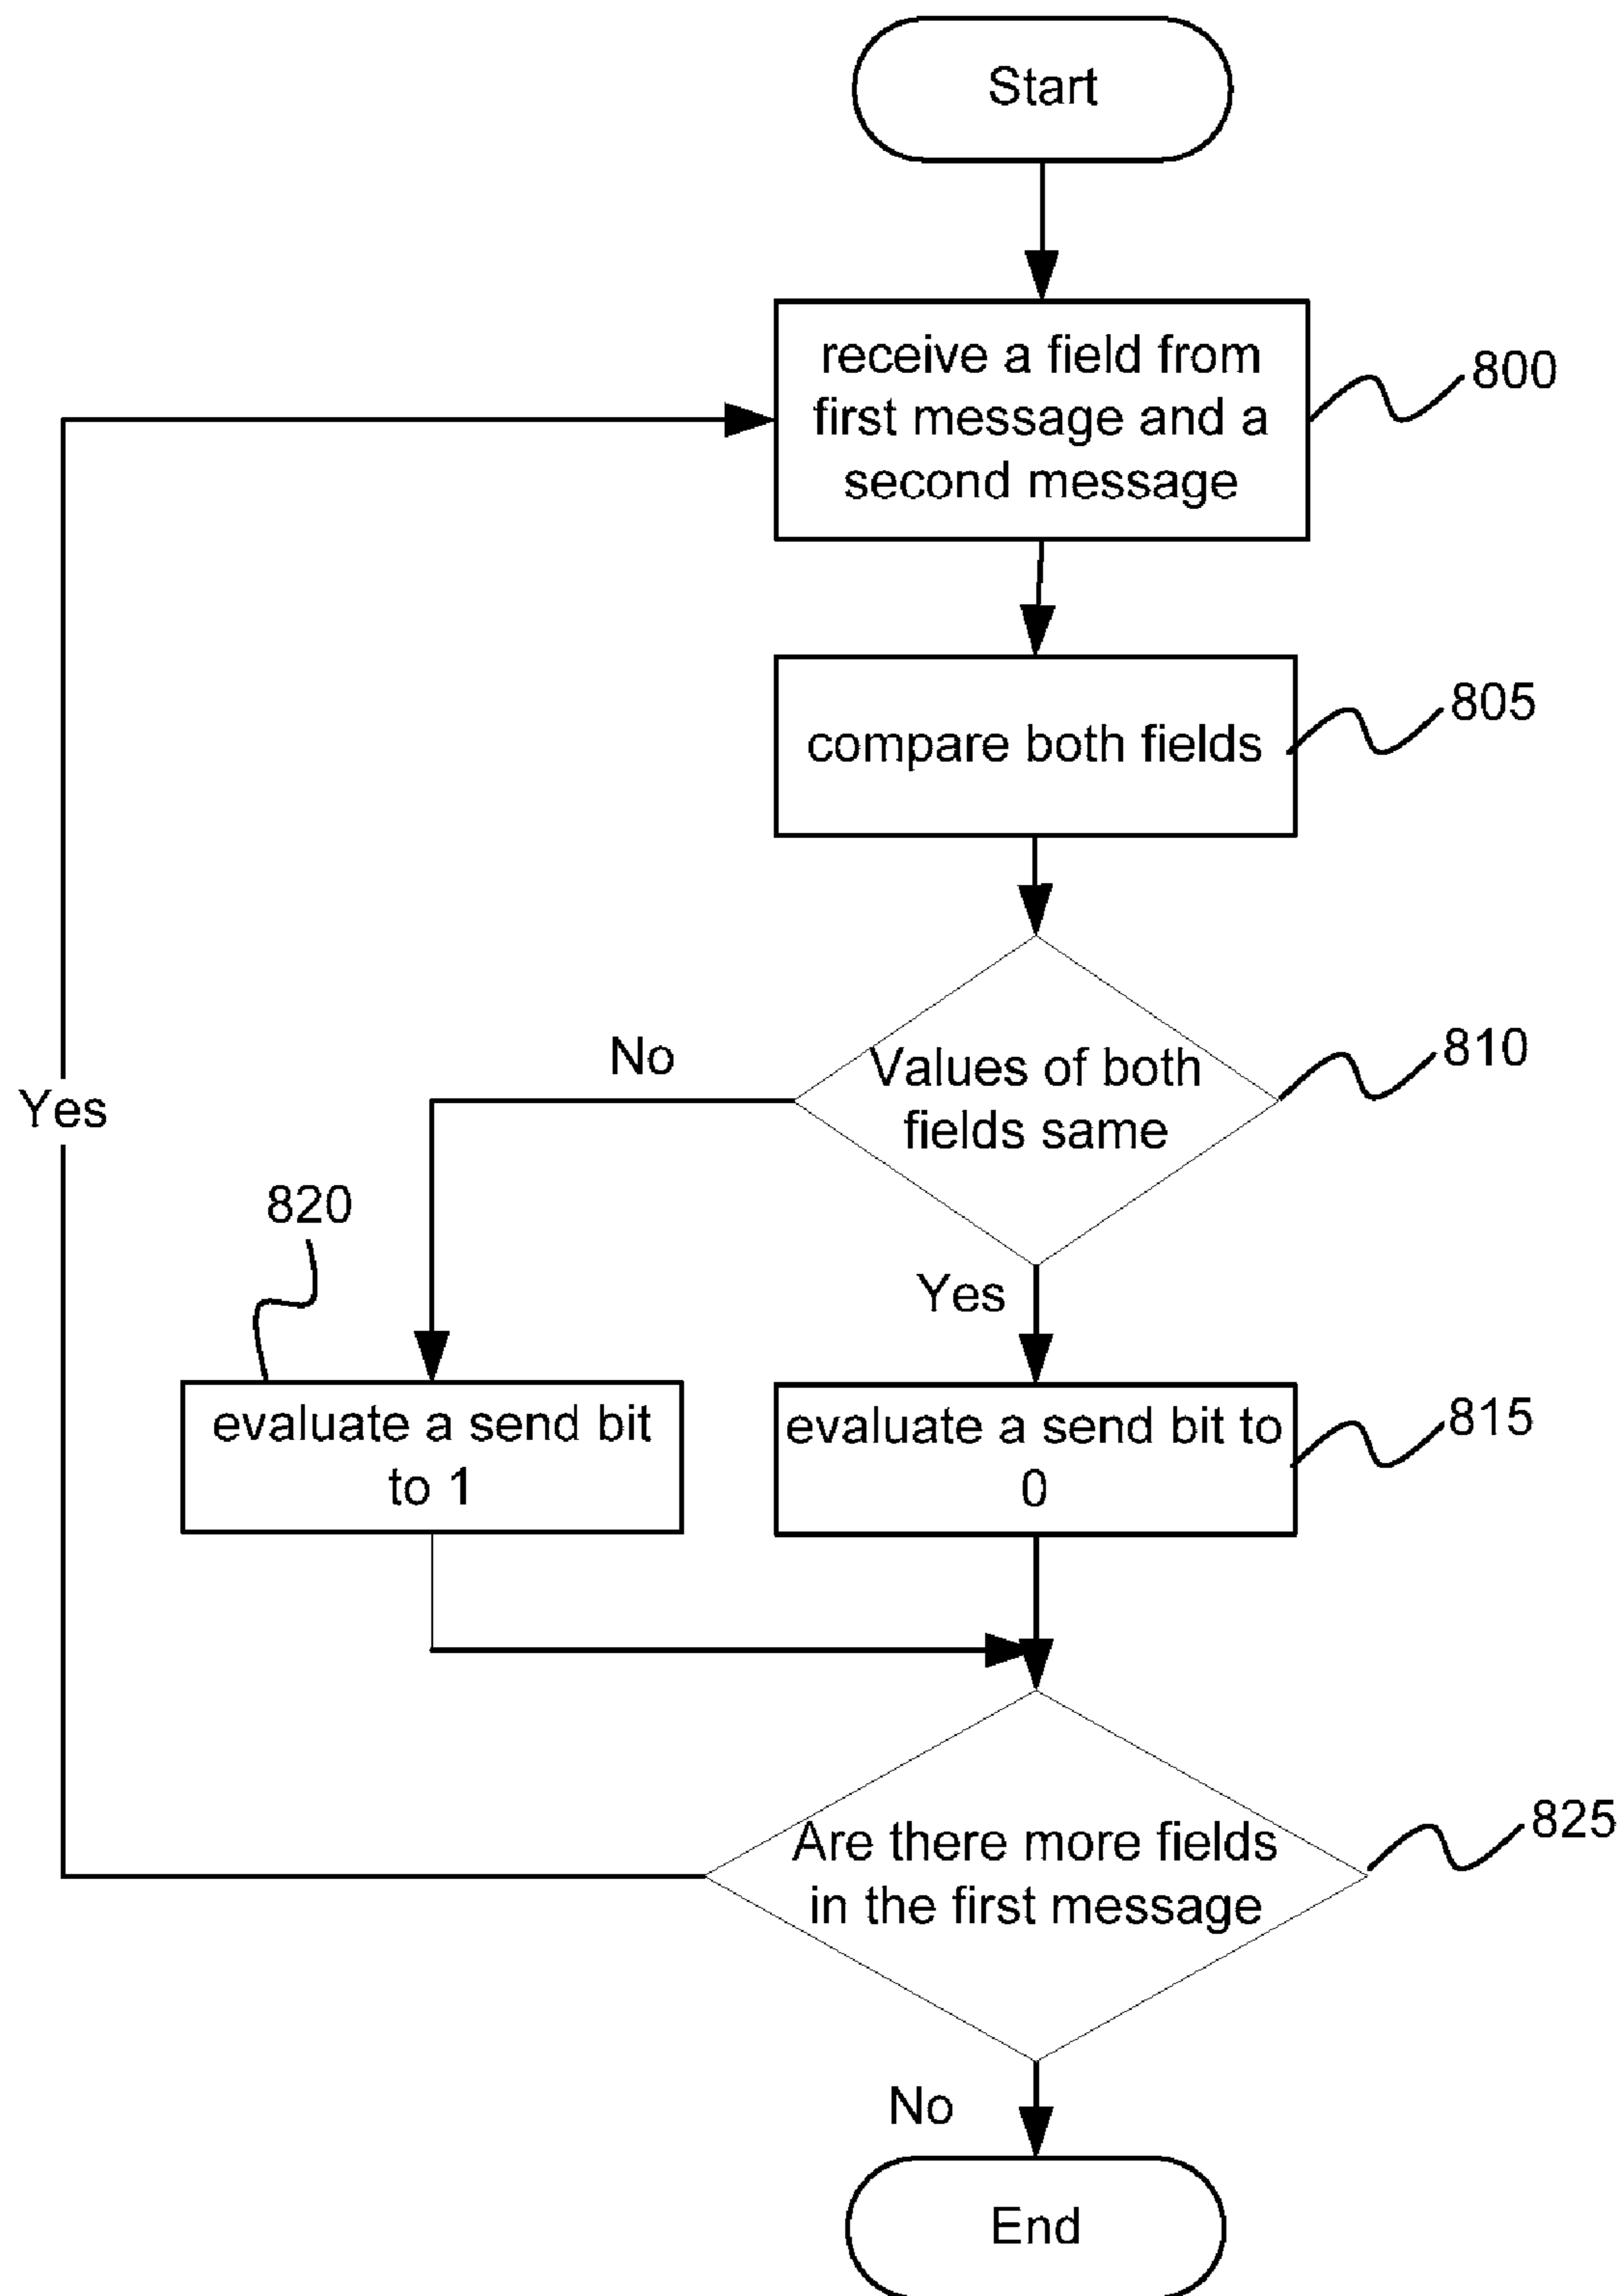 Start
receive a field from
first message and a
second message
800
compare both fields
805
Values of both
fields same
810
No
Yes
Yes
820
evaluate a send bit
to 1
evaluate a send bit to
0
815
Are there more fields
in the first message
825
No
End